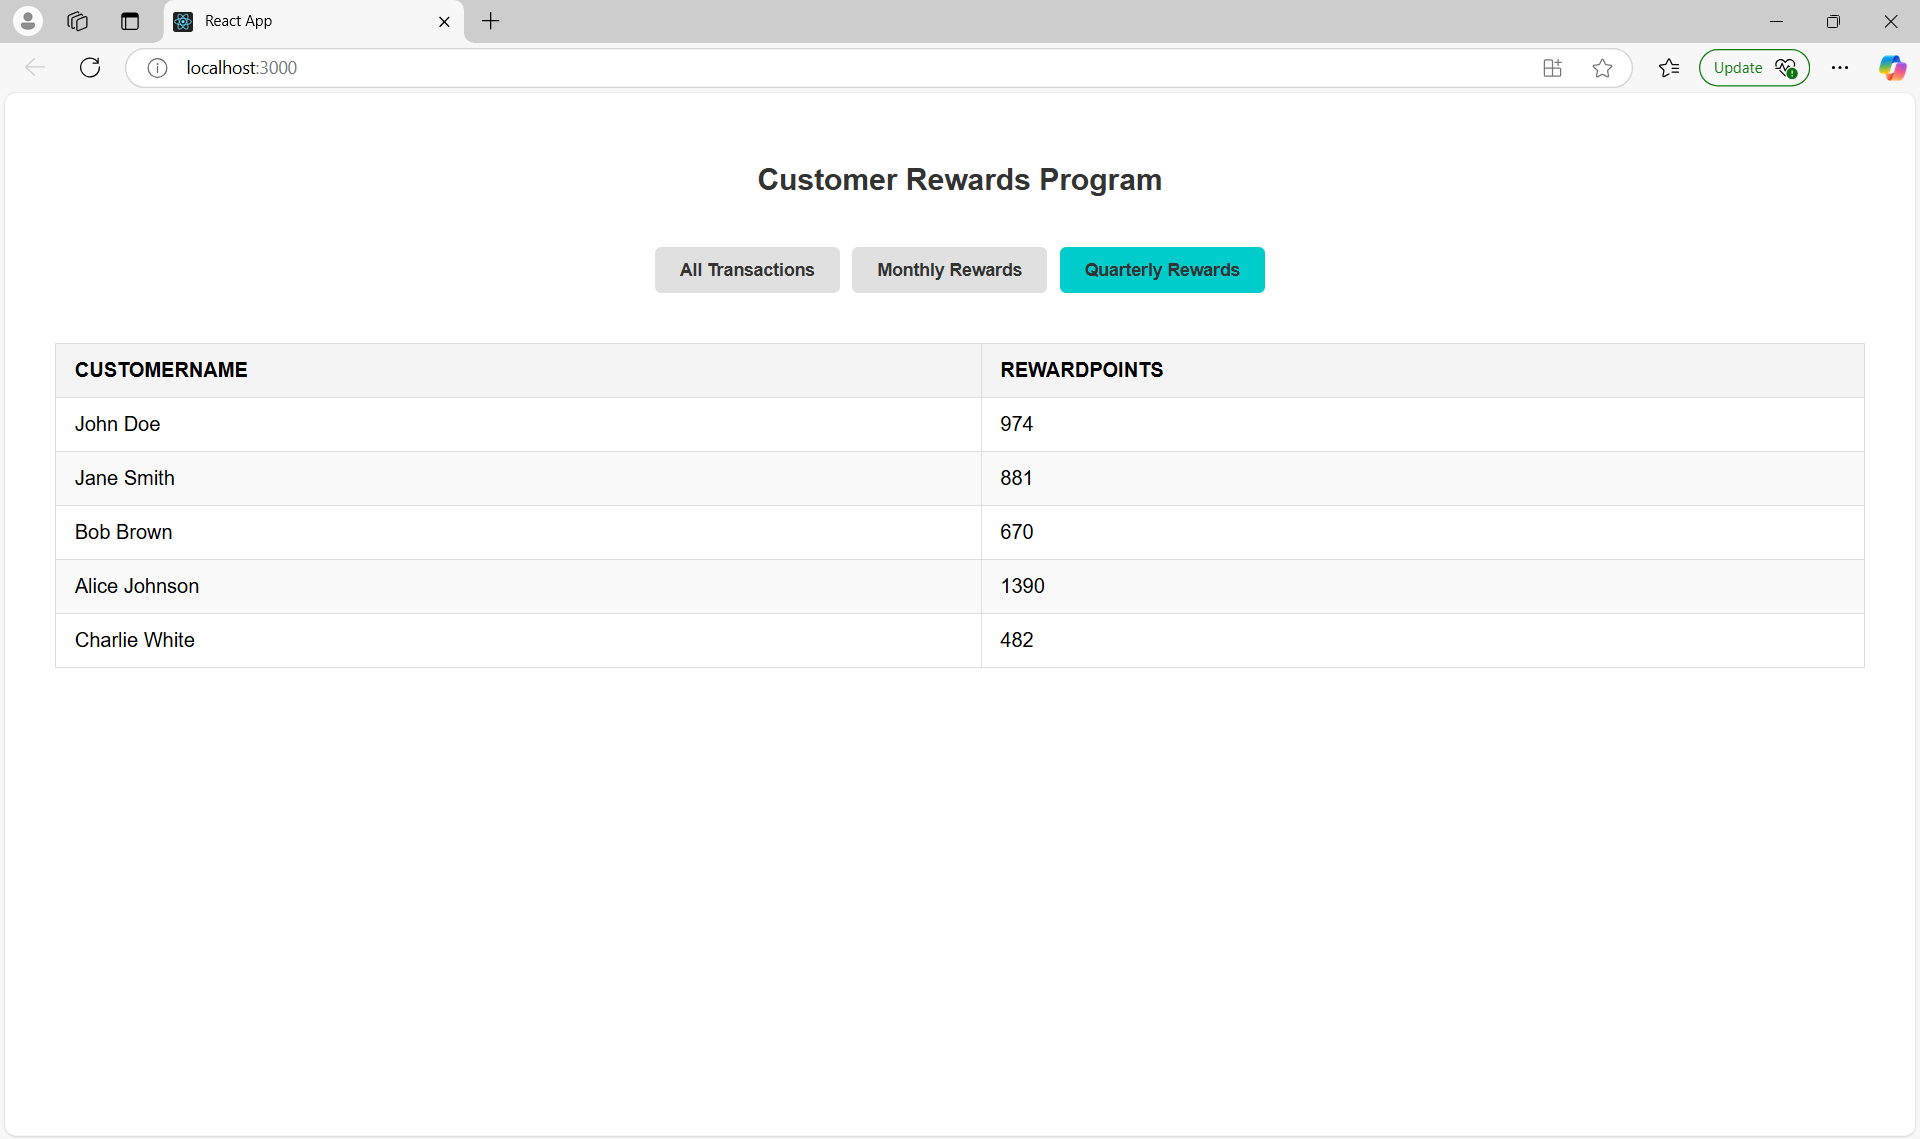 React App
localhost:3000
Update
Customer Rewards Program
All Transactions Monthly Rewards Quarterly Rewards
CUSTOMERNAME REWARDPOINTS
John Doe 974
Jane Smith 881
Bob Brown 670
Alice Johnson 1390
Charlie White 482